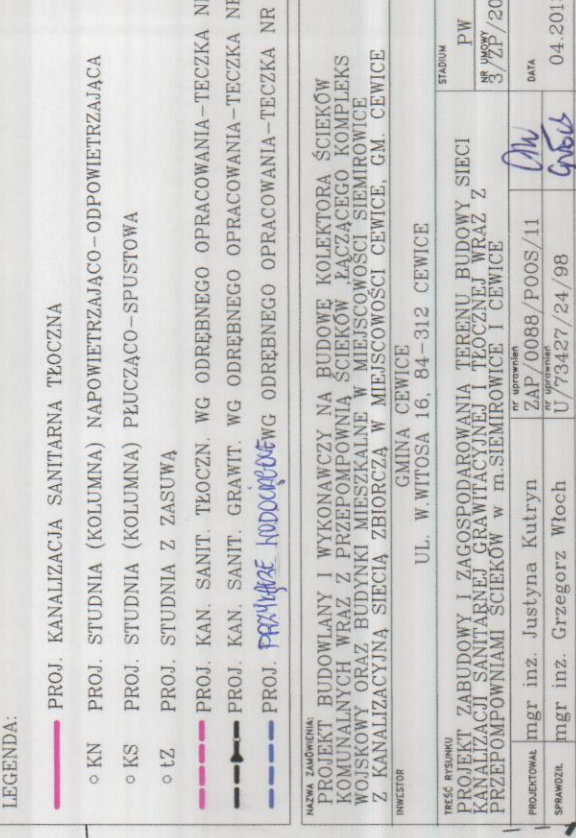 LEGENDA:
PROJ. KANALIZACJA SANITARNA TŁOCZNA
KN PROJ. STUDNIA (KOLUMNA) NAPOWIETRZAJĄCO-ODPOWIETRZAJĄCA
KS PROJ. STUDNIA (KOLUMNA) PŁUCZĄCO-SPUSTOWA
tZ PROJ. STUDNIA Z ZASUWĄ
PROJ. KAN. SANIT. TŁOCZN. WG ODRĘBNEGO OPRACOWANIA-TECZKA
PROJ. KAN. SANIT. GRAWIT. WG ODRĘBNEGO OPRACOWANIA-TECZKA
PROJ. PRZYŁĄCZE WODOCIĄGOWE WG ODRĘBNEGO OPRACOWANIA-TECZKA NR
NAZWA ZAMÓWIENIA:
PROJEKT BUDOWLANY I WYKONAWCZY NA BUDOWĘ KOLEKTORA ŚCIEKÓW
KOMUNALNYCH WRAZ Z PRZEPOMPOWNIĄ ŚCIEKÓW ,ŁĄCZĄCEGO KOMPLEKS
WOJSKOWY ORAZ BUDYNKI MIESZKALNE W MIEJSCOWOŚCI SIEMIROWICE
Z KANALIZACYJNĄ SIECIĄ ZBIORCZĄ W MIEJSCOWOŚCI CEWICE, GM. CEWICE
INWESTOR
GMINA CEWICE
UL. W.WITOSA 16, 84-312 CEWICE
TREŚĆ RYSUNKU
PROJEKT ZABUDOWY I ZAGOSPODAROWANIA TERENU BUDOWY SIECI
KANALIZACJI SANITARNEJ GRAWITACYJNEJ I TŁOCZNEJ WRAZ Z
PRZEPOMPOWNIAMI ŚCIEKÓW w m.SIEMIROWICE I CEWICE
STADIUM
PW
NR UMOWY
3/ZP/20
PROJEKTOWAŁ mgr inż. Justyna Kutryn nr uprawnień ZAP/0088/POOS/11
DATA
04.201
SPRAWDZIŁ mgr inż. Grzegorz Włoch nr uprawnień U/73427/24/98